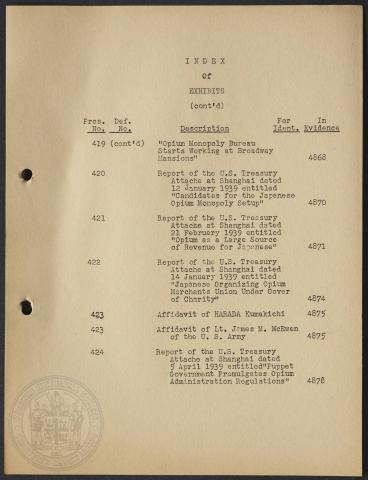 I N D E X
Of
EXHIBITS
(cont'd)
Pros. Def. For In
No. No. Description Ident. Evidence
419 (cont'd) "Opium Monopoly Bureau
Starts Working at Broadway
Mansions" 4868
420 Report of the U.S. Treasury
Attache at Shanghai dated
12 January 1939 entitled
"Candidates for the Japanese
Opium Monopoly Setup" 4870
421 Report of the U.S. Treasury
Attache at Shanghai dated
21 February 1939 entitled
"Opium as a Large Source
of Revenue for Japanese" 4871
422 Report of the U.S. Treasury
Attache at Shanghai dated
14 January 1939 entitled
"Japanese Organizing Opium
Merchants Union Under Cover
of Charity" 4874
423 Affidavit of HARADA Kumakichi 4875
423 Affidavit of Lt. James M. McEwen
of the U. S. Army 4875
424 Report of the U.S. Treasury
Attache at Shanghai dated
5 April 1939 entitled"Puppet
Government Promulgates Opium
Administration Regulations" 4878